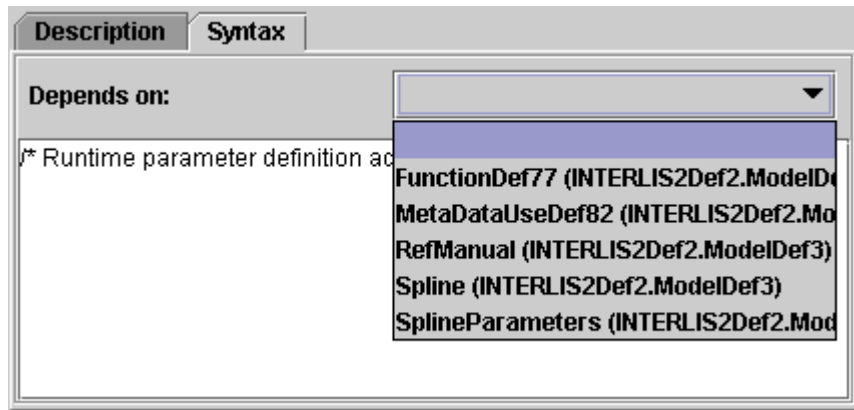 Description Syntax
Depends on:
/* Runtime parameter definition ac
FunctionDef77 (INTERLIS2Def2.ModelDe
MetaDataUseDef82 (INTERLIS2Def2.Mo
RefManual (INTERLIS2Def2.ModelDef3)
Spline (INTERLIS2Def2.ModelDef3)
SplineParameters (INTERLIS2Def2.Mod